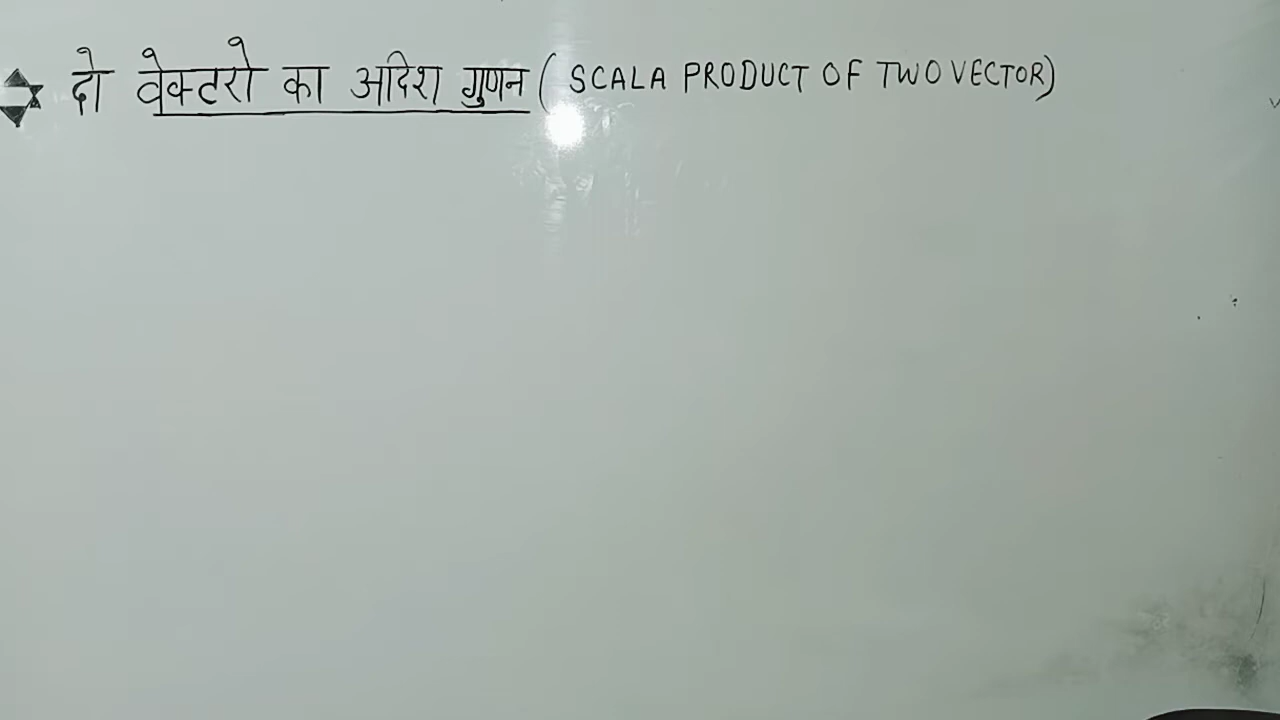 दो वेक्टरो का अदिश गुणन ( SCALA PRODUCT OF TWO VECTOR)